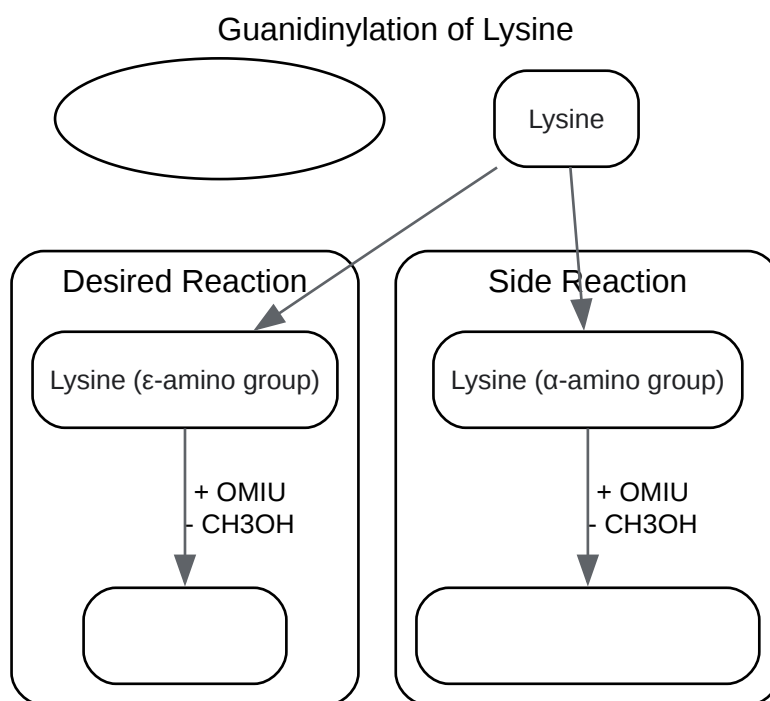 Guanidinylation of Lysine
Lysine
Desired Reaction
Side Reaction
Lysine (ε-amino group)
Lysine (α-amino group)
+ OMIU
- CH3OH
+ OMIU
- CH3OH